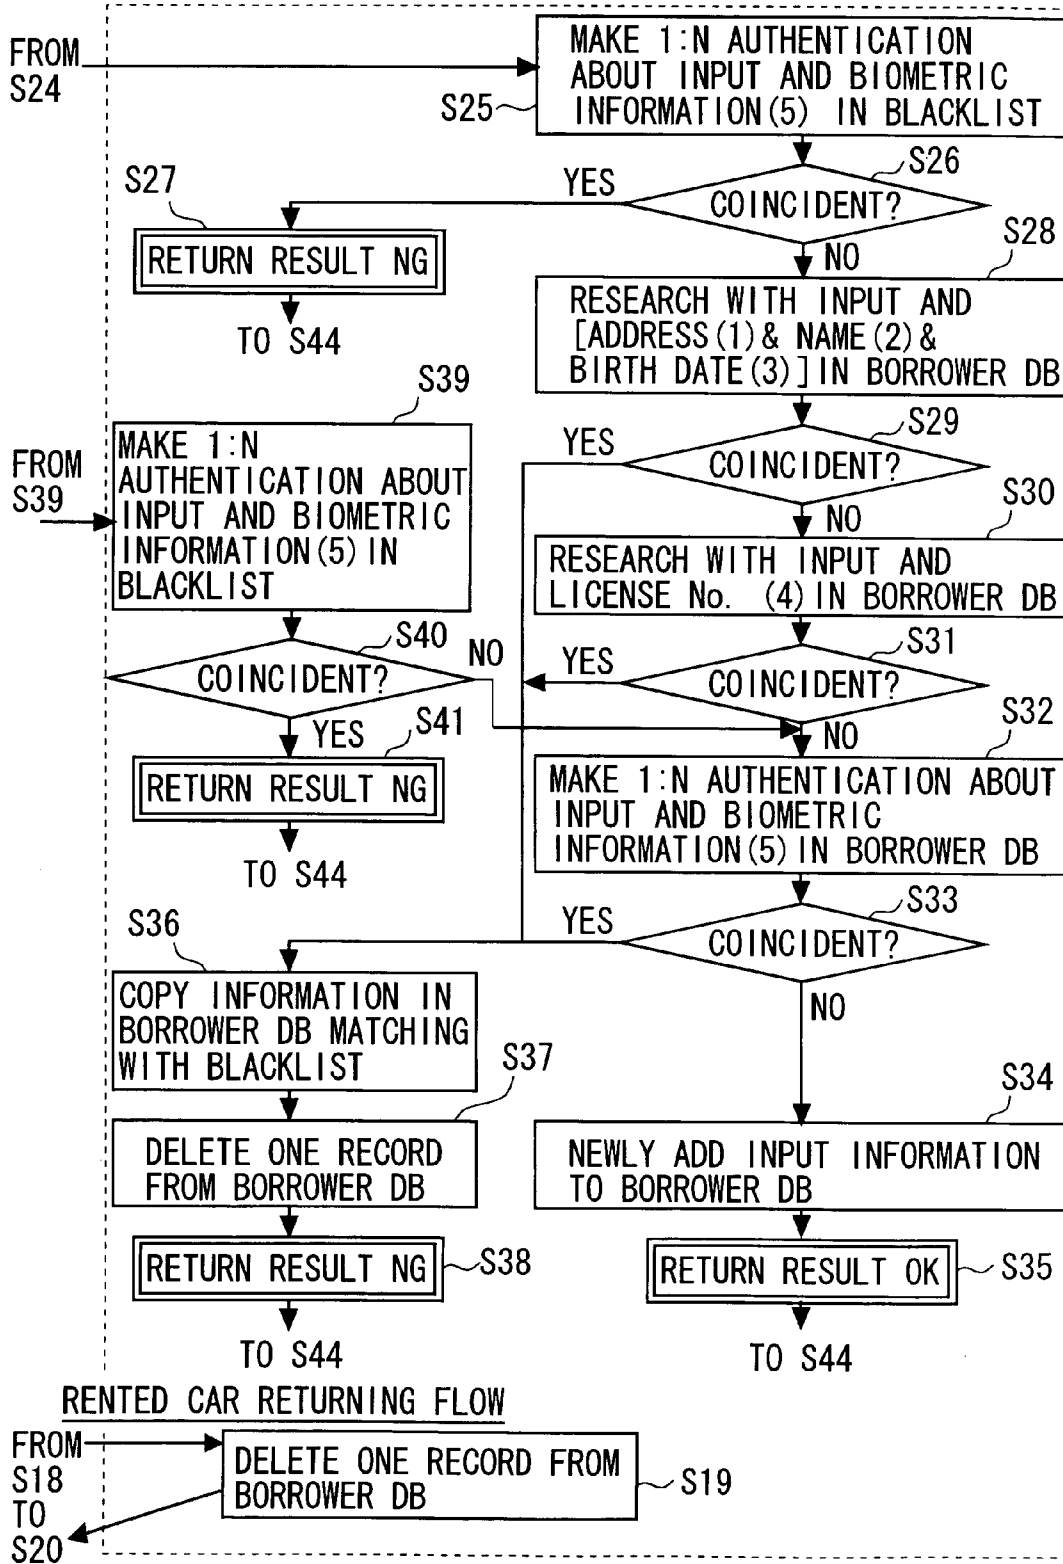 FROM
S24
MAKE 1:N AUTHENTICATION
ABOUT INPUT AND BIOMETRIC
INFORMATION(5) IN BLACKLIST
S25
S26
COINCIDENT?
YES
NO
S27
RETURN RESULT NG
TO S44
S28
RESEARCH WITH INPUT AND
[ADDRESS(1)& NAME(2)&
BIRTH DATE(3)]IN BORROWER DB
S29
COINCIDENT?
YES
NO
S39
FROM
S39
MAKE 1:N
AUTHENTICATION ABOUT
INPUT AND BIOMETRIC
INFORMATION(5)IN
BLACKLIST
S30
RESEARCH WITH INPUT AND
LICENSE No. (4)IN BORROWER DB
S40
COINCIDENT?
NO
YES
S31
COINCIDENT?
YES
NO
S41
RETURN RESULT NG
TO S44
S32
MAKE 1:N AUTHENTICATION ABOUT
INPUT AND BIOMETRIC
INFORMATION(5)IN BORROWER DB
S33
COINCIDENT?
YES
NO
S36
COPY INFORMATION IN
BORROWER DB MATCHING
WITH BLACKLIST
S37
DELETE ONE RECORD
FROM BORROWER DB
S34
NEWLY ADD INPUT INFORMATION
TO BORROWER DB
RETURN RESULT NG
S38
RETURN RESULT OK
S35
TO S44
TO S44
RENTED CAR RETURNING FLOW
FROM
S18
TO
S20
DELETE ONE RECORD FROM
BORROWER DB
S19